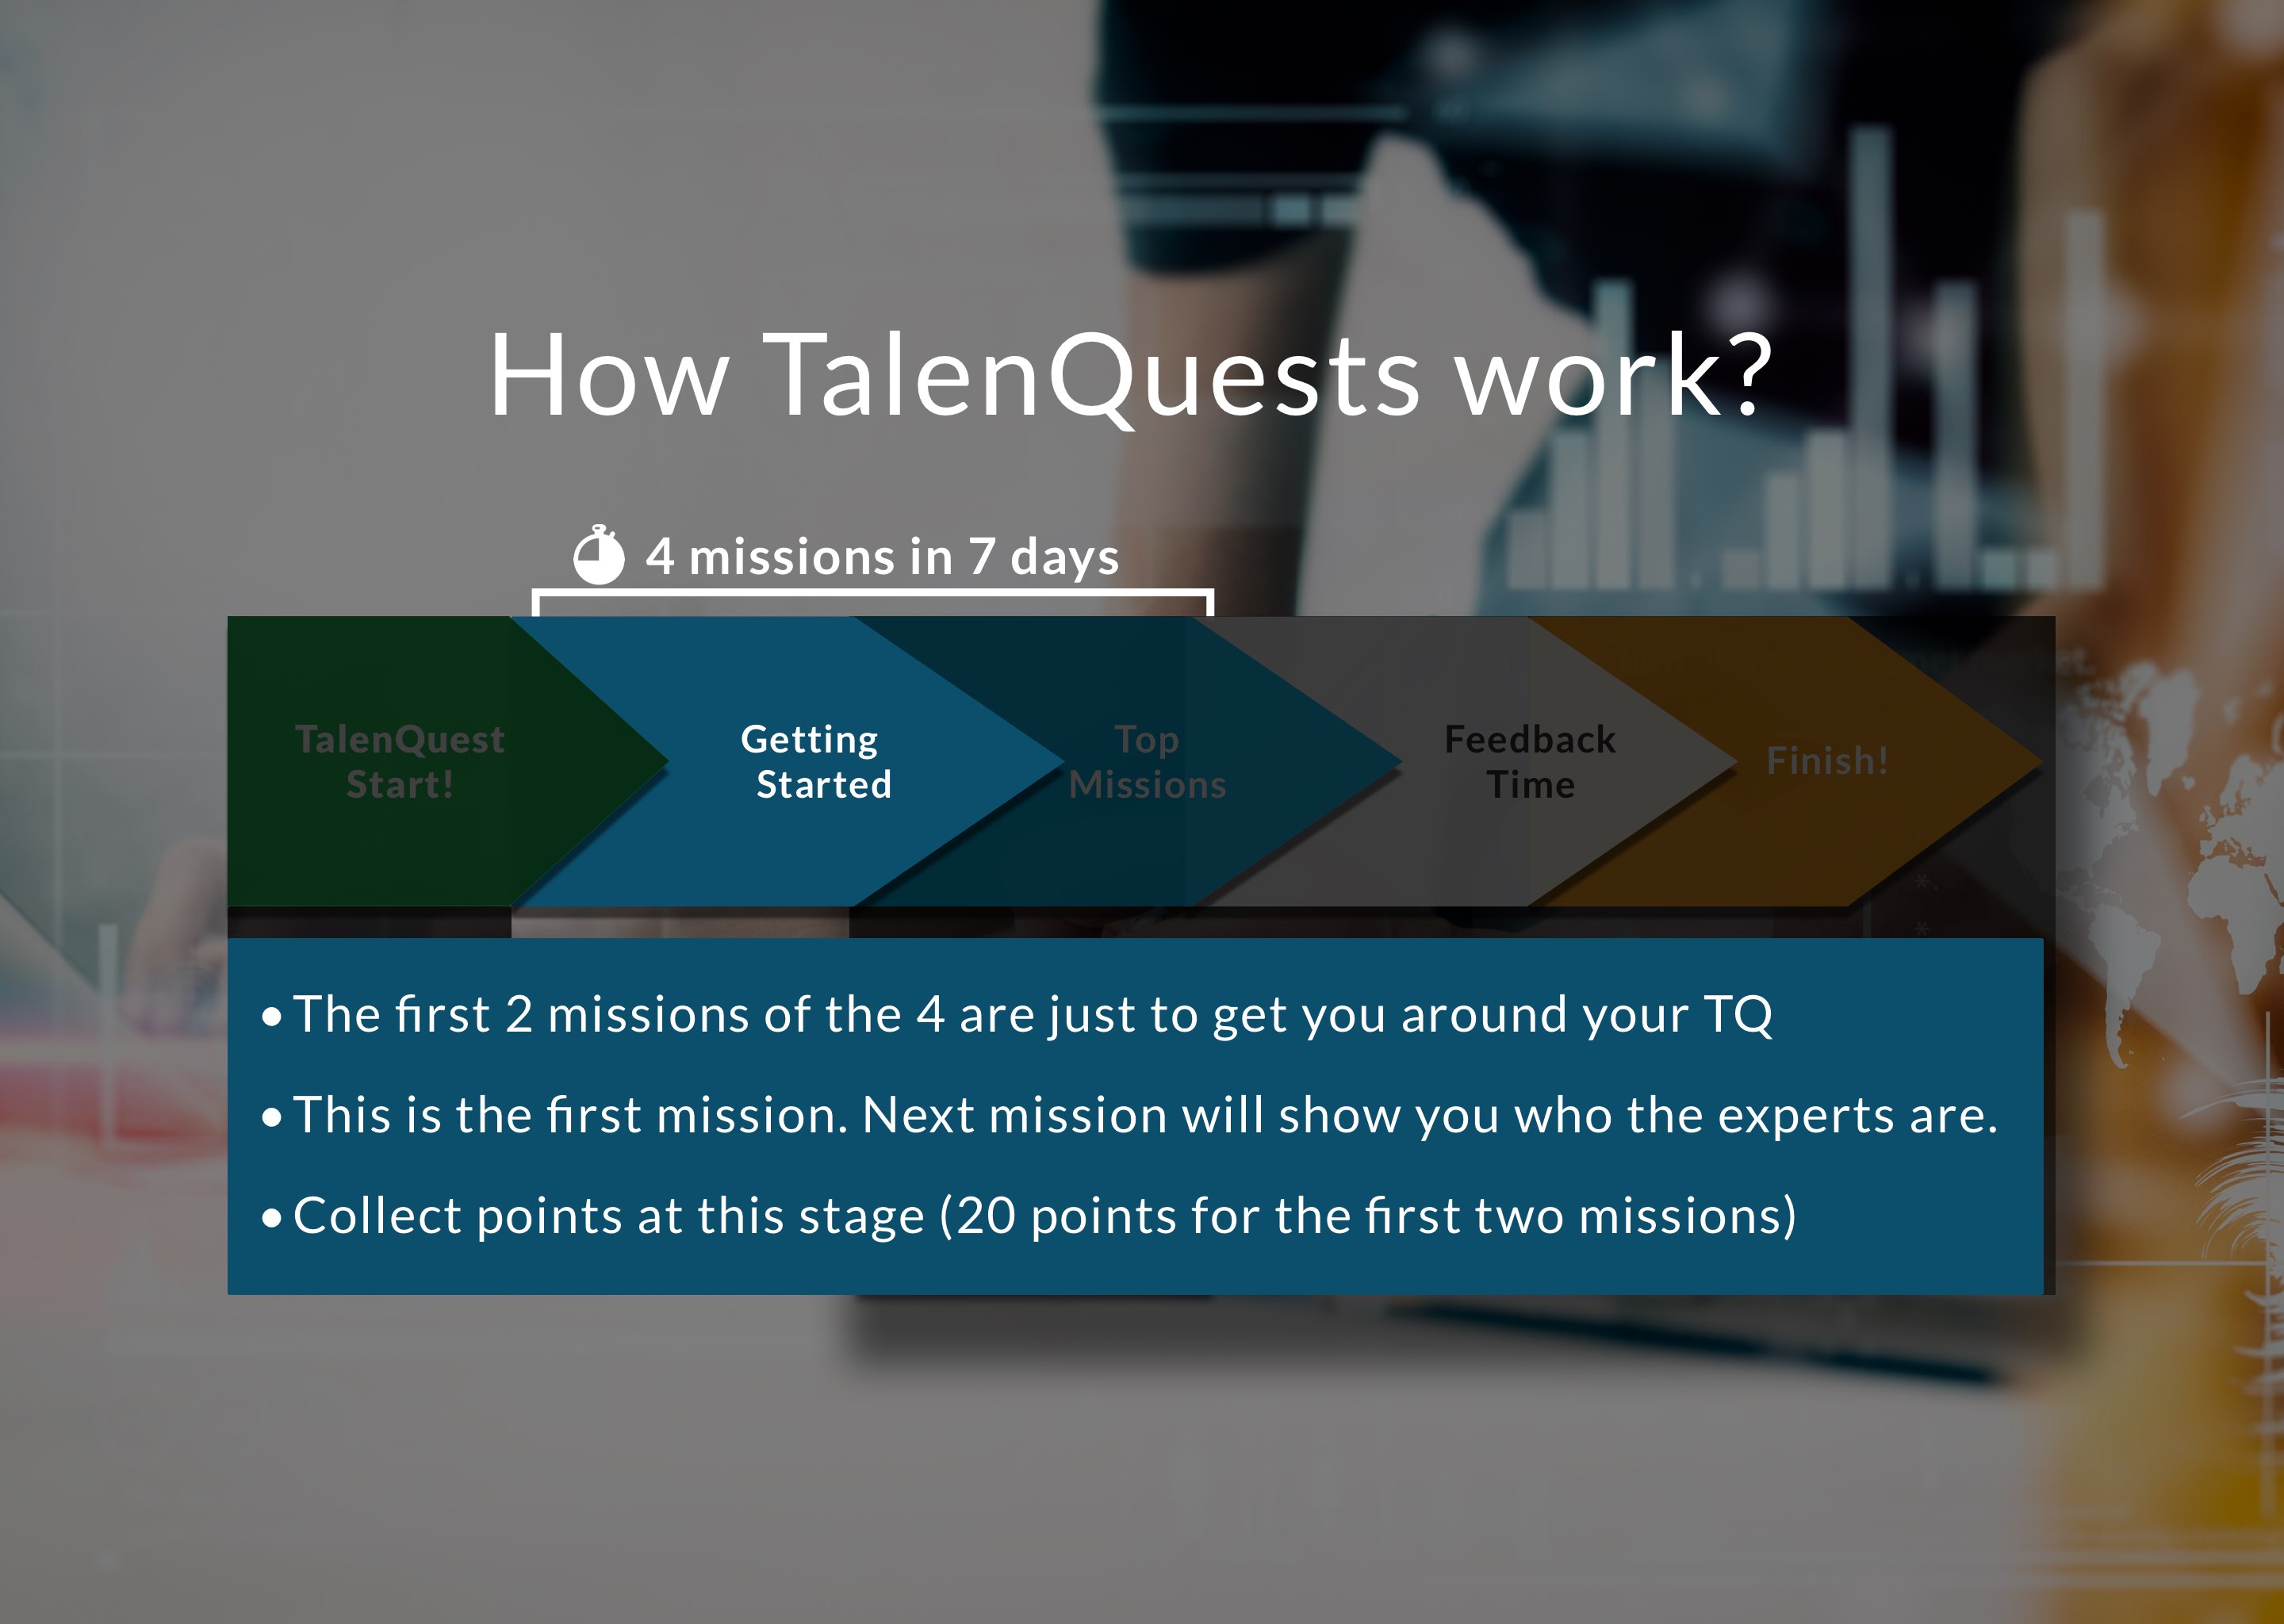 How TalenQuests work?
4 missions in 7 days
TalenQuest
Start!
Getting
Started
Top
Missions
Feedback
Time
Finish!
• The first 2 missions of the 4 are just to get you around your TQ
• This is the first mission. Next mission will show you who the experts are.
• Collect points at this stage (20 points for the first two missions)